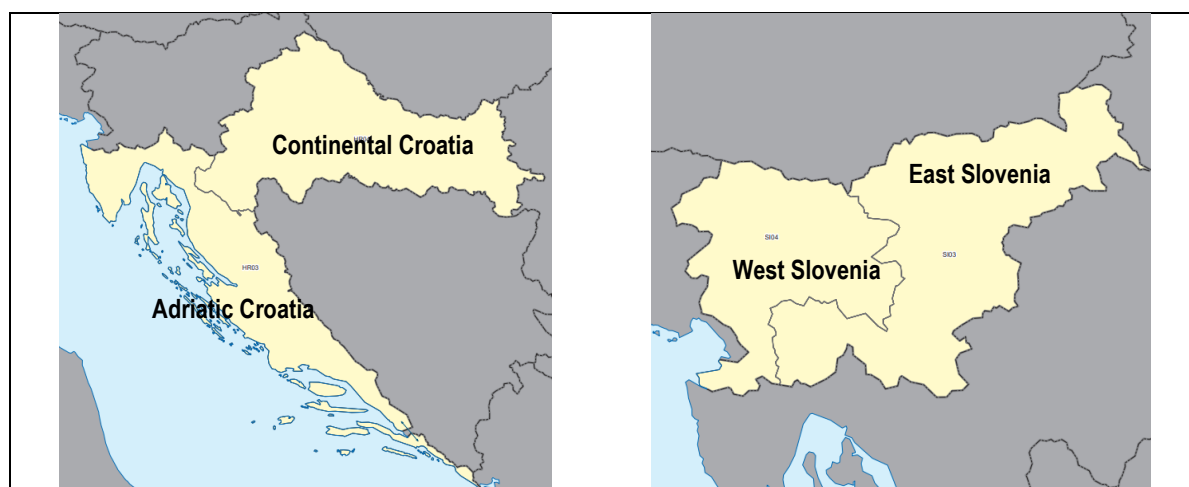 Continental Croatia
HR03
Adriatic Croatia
East Slovenia
SI04
SI03
West Slovenia